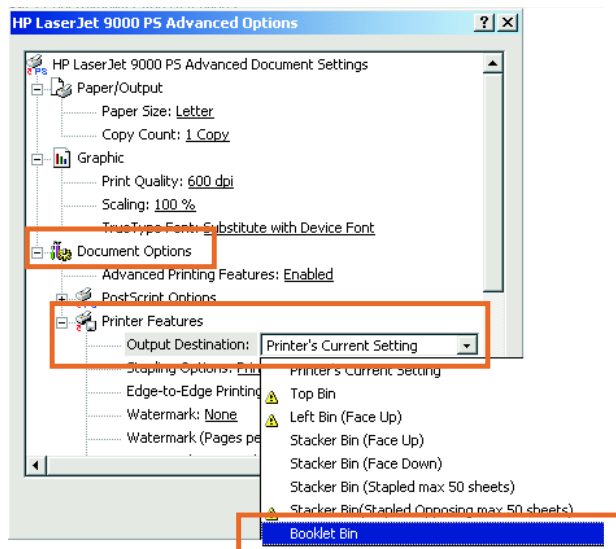 HP LaserJet 9000 PS Advanced Options
HP LaserJet 9000 PS Advanced Document Settings
Paper/Output
Paper Size: Letter
Copy Count: 1 Copy
Graphic
Print Quality: 600 dpi
Scaling: 100 %
TrueType Font: Substitute with Device Font
Document Options
Advanced Printing Features: Enabled
PostScript Options
Printer Features
Output Destination: Printer's Current Setting
Stapling Options: Prin
Printer's Current Setting
Edge-to-Edge Printing
Top Bin
Watermark: None
Left Bin (Face Up)
Watermark (Pages pe
Stacker Bin (Face Up)
Stacker Bin (Face Down)
Stacker Bin (Stapled max 50 sheets)
Stacker Bin(Stapled Opposing max 50 sheets)
Booklet Bin